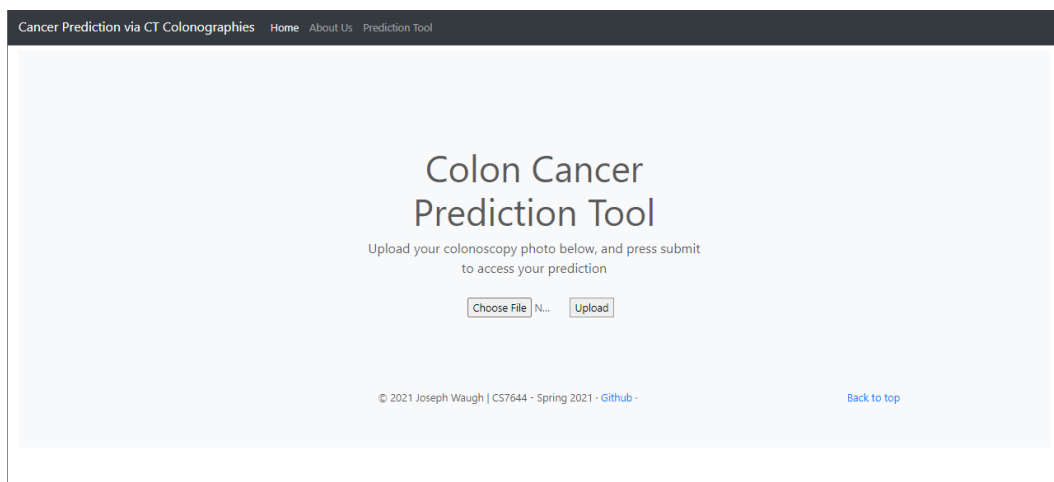 Cancer Prediction via CT Colonographies Home About Us Prediction Tool
Colon Cancer
Prediction Tool
Upload your colonoscopy photo below, and press submit
to access your prediction
Choose File N... Upload
© 2021 Joseph Waugh | CS7644 - Spring 2021 · Github · Back to top